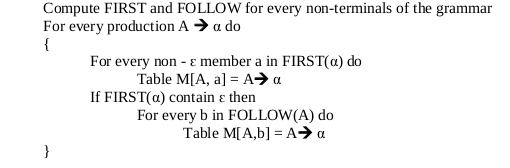 Compute FIRST and FOLLOW for every non-terminals of the grammar
For every production A ➔ α do
{
For every non - ε member a in FIRST(α) do
Table M[A, a] = A➔ α
If FIRST(α) contain ε then
For every b in FOLLOW(A) do
Table M[A,b] = A➔ α
}